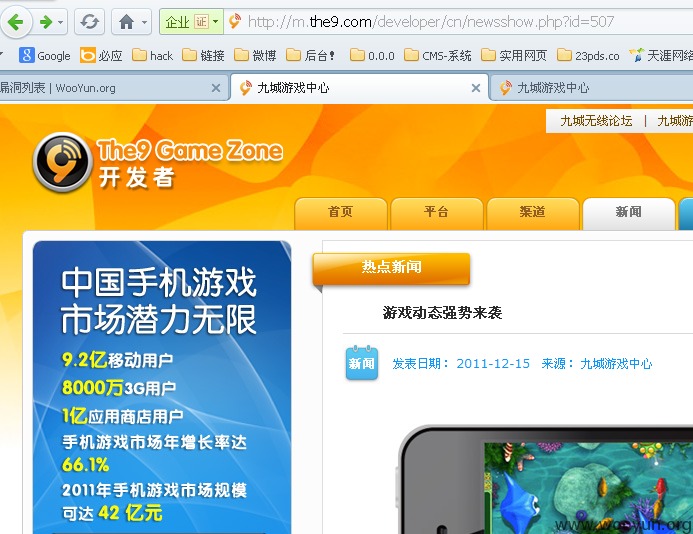 企业 证 http://m.the9.com/developer/cn/newsshow.php?id=507
Google 必应 hack 链接 微博 后台! 0.0.0 CMS-系统 实用网页 23pds.co 天涯网络
漏洞列表 | WooYun.org 九城游戏中心 九城游戏中心
九城无线论坛 | 九城游
The9 Game Zone
开发者
首页 平台 渠道 新闻
中国手机游戏
市场潜力无限
9.2亿移动用户
8000万3G用户
1亿应用商店用户
手机游戏市场年增长率达
66.1%
2011年手机游戏市场规模
可达 42 亿元
热点新闻
游戏动态强势来袭
新闻 发表日期： 2011-12-15 来源： 九城游戏中心
www.wooyun.org